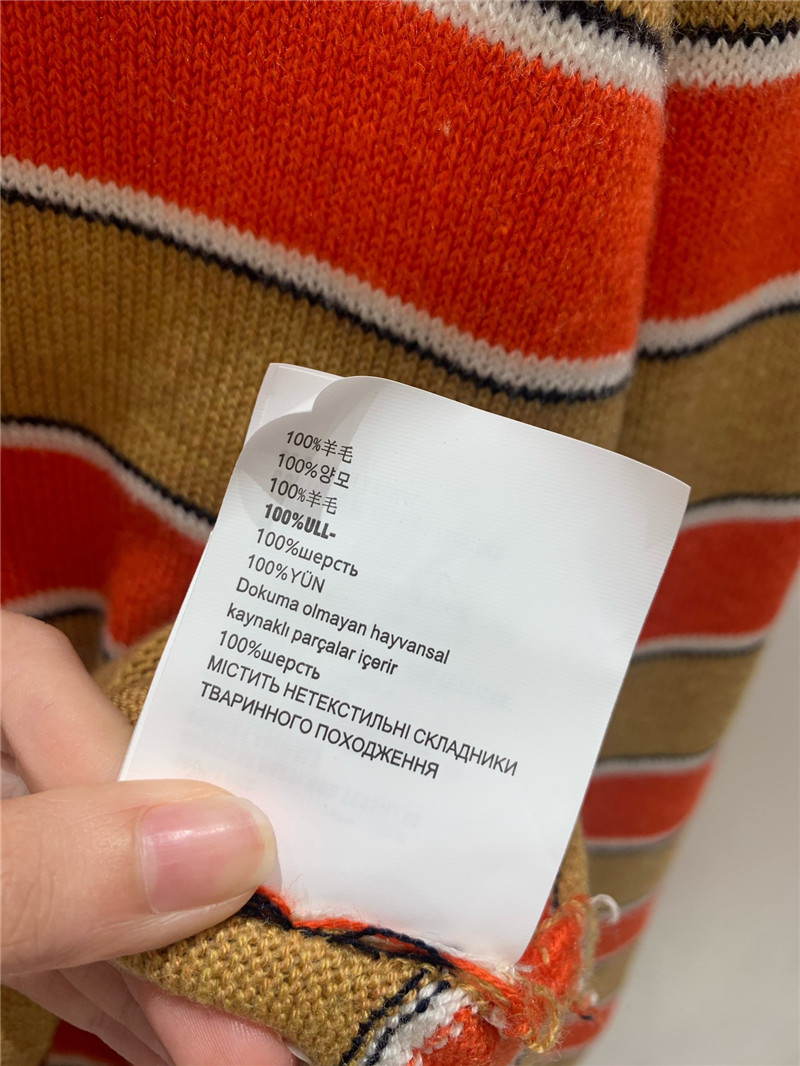 100%羊毛
100%양모
100%羊毛
100%ULL-
100%шерсть
100%YÜN
Dokuma olmayan hayvansal
kaynaklı parçalar içerir
100%шерсть
МІСТИТЬ НЕТЕКСТИЛЬНІ СКЛАДНИКИ
ТВАРИННОГО ПОХОДЖЕННЯ